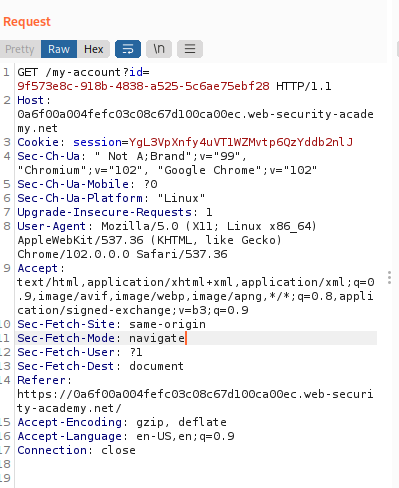 Request
Pretty Raw Hex \n
1 GET /my-account?id=
9f573e8c-918b-4838-a525-5c6ae75ebf28 HTTP/1.1
2 Host:
0a6f00a004fefc03c08c67d100ca00ec.web-security-acade
my.net
3 Cookie: session=YgL3VpXnfy4uVT1WZMvtp6QzYddb2nlJ
4 Sec-Ch-Ua: " Not A;Brand";v="99",
"Chromium";v="102", "Google Chrome";v="102"
5 Sec-Ch-Ua-Mobile: ?0
6 Sec-Ch-Ua-Platform: "Linux"
7 Upgrade-Insecure-Requests: 1
8 User-Agent: Mozilla/5.0 (X11; Linux x86_64)
AppleWebKit/537.36 (KHTML, like Gecko)
Chrome/102.0.0.0 Safari/537.36
9 Accept:
text/html,application/xhtml+xml,application/xml;q=0
.9,image/avif,image/webp,image/apng,*/*;q=0.8,appli
cation/signed-exchange;v=b3;q=0.9
10 Sec-Fetch-Site: same-origin
11 Sec-Fetch-Mode: navigate
12 Sec-Fetch-User: ?1
13 Sec-Fetch-Dest: document
14 Referer:
https://0a6f00a004fefc03c08c67d100ca00ec.web-securi
ty-academy.net/
15 Accept-Encoding: gzip, deflate
16 Accept-Language: en-US,en;q=0.9
17 Connection: close
18
19